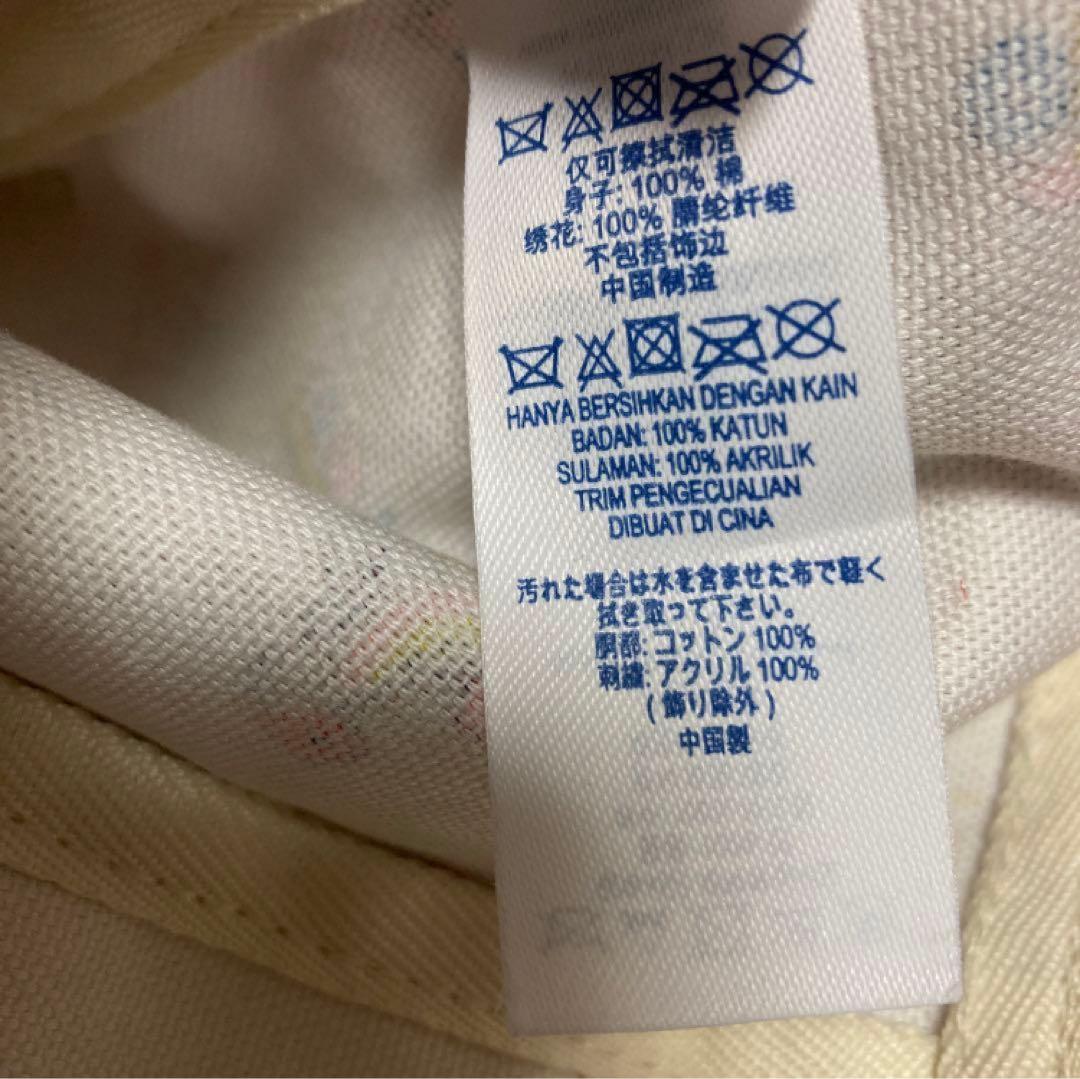 仅可擦拭清洁
身子: 100% 棉
绣花: 100% 腈纶纤维
不包括饰边
中国制造
HANYA BERSIHKAN DENGAN KAIN
BADAN: 100% KATUN
SULAMAN: 100% AKRILIK
TRIM PENGECUALIAN
DIBUAT DI CINA
汚れた場合は水を含ませた布で軽く
拭き取って下さい。
胴部: コットン 100%
刺繍: アクリル 100%
( 飾り除外 )
中国製